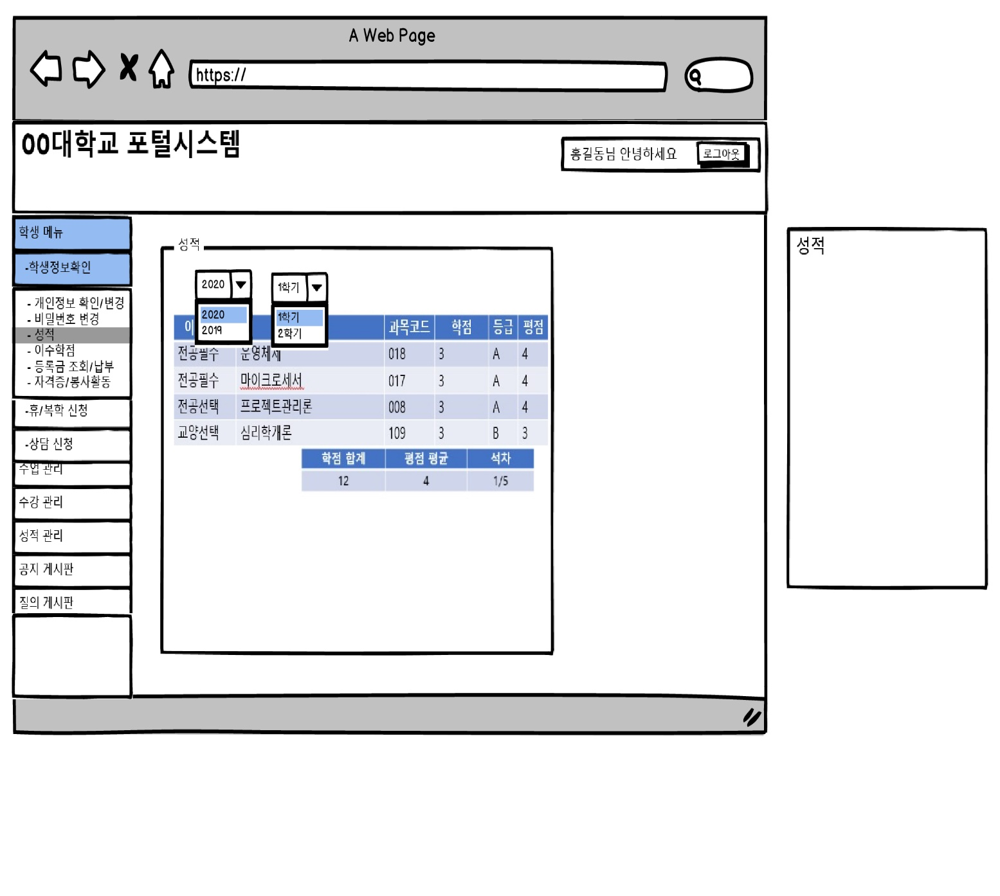 A Web Page
https://
00대학교 포털시스템
홍길동님 안녕하세요
로그아웃
학생 메뉴
-학생정보확인
- 개인정보 확인/변경
- 비밀번호 변경
- 성적
- 이수학점
- 등록금 조회/납부
- 자격증/봉사활동
-휴/복학 신청
-상담 신청
수업 관리
수강 관리
성적 관리
공지 게시판
질의 게시판
성적
2020 1학기
2020 1학기
2019 2학기
이 과목코드 학점 등급 평점
전공필수 운영체제 018 3 A 4
전공필수 마이크로세서 017 3 A 4
전공선택 프로젝트관리론 008 3 A 4
교양선택 심리학개론 109 3 B 3
학점 합계 평점 평균 석차
12 4 1/5
성적